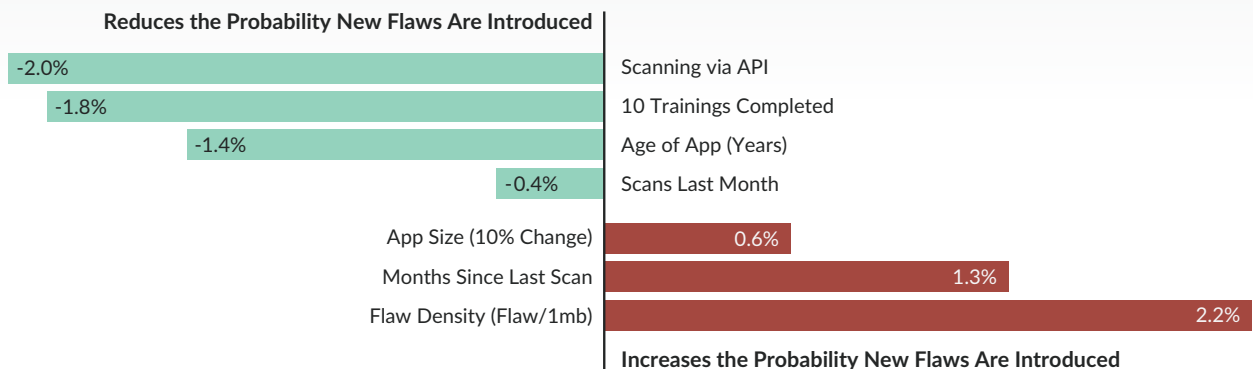 Reduces the Probability New Flaws Are Introduced
-2.0% Scanning via API
-1.8% 10 Trainings Completed
-1.4% Age of App (Years)
-0.4% Scans Last Month
App Size (10% Change) 0.6%
Months Since Last Scan 1.3%
Flaw Density (Flaw/1mb) 2.2%
Increases the Probability New Flaws Are Introduced